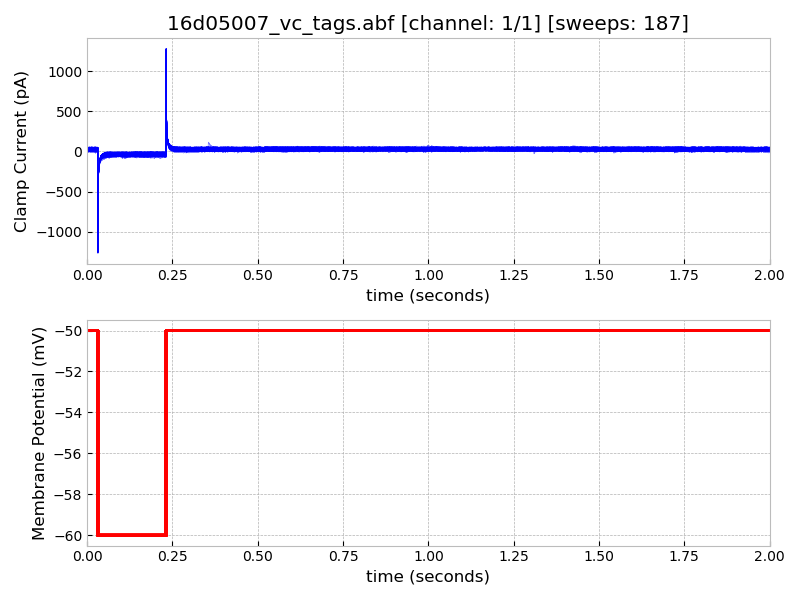 16d05007_vc_tags.abf [channel: 1/1] [sweeps: 187]
Clamp Current (pA)
1000
500
0
−500
−1000
0.00 0.25 0.50 0.75 1.00 1.25 1.50 1.75 2.00
time (seconds)
Membrane Potential (mV)
−50
−52
−54
−56
−58
−60
0.00 0.25 0.50 0.75 1.00 1.25 1.50 1.75 2.00
time (seconds)